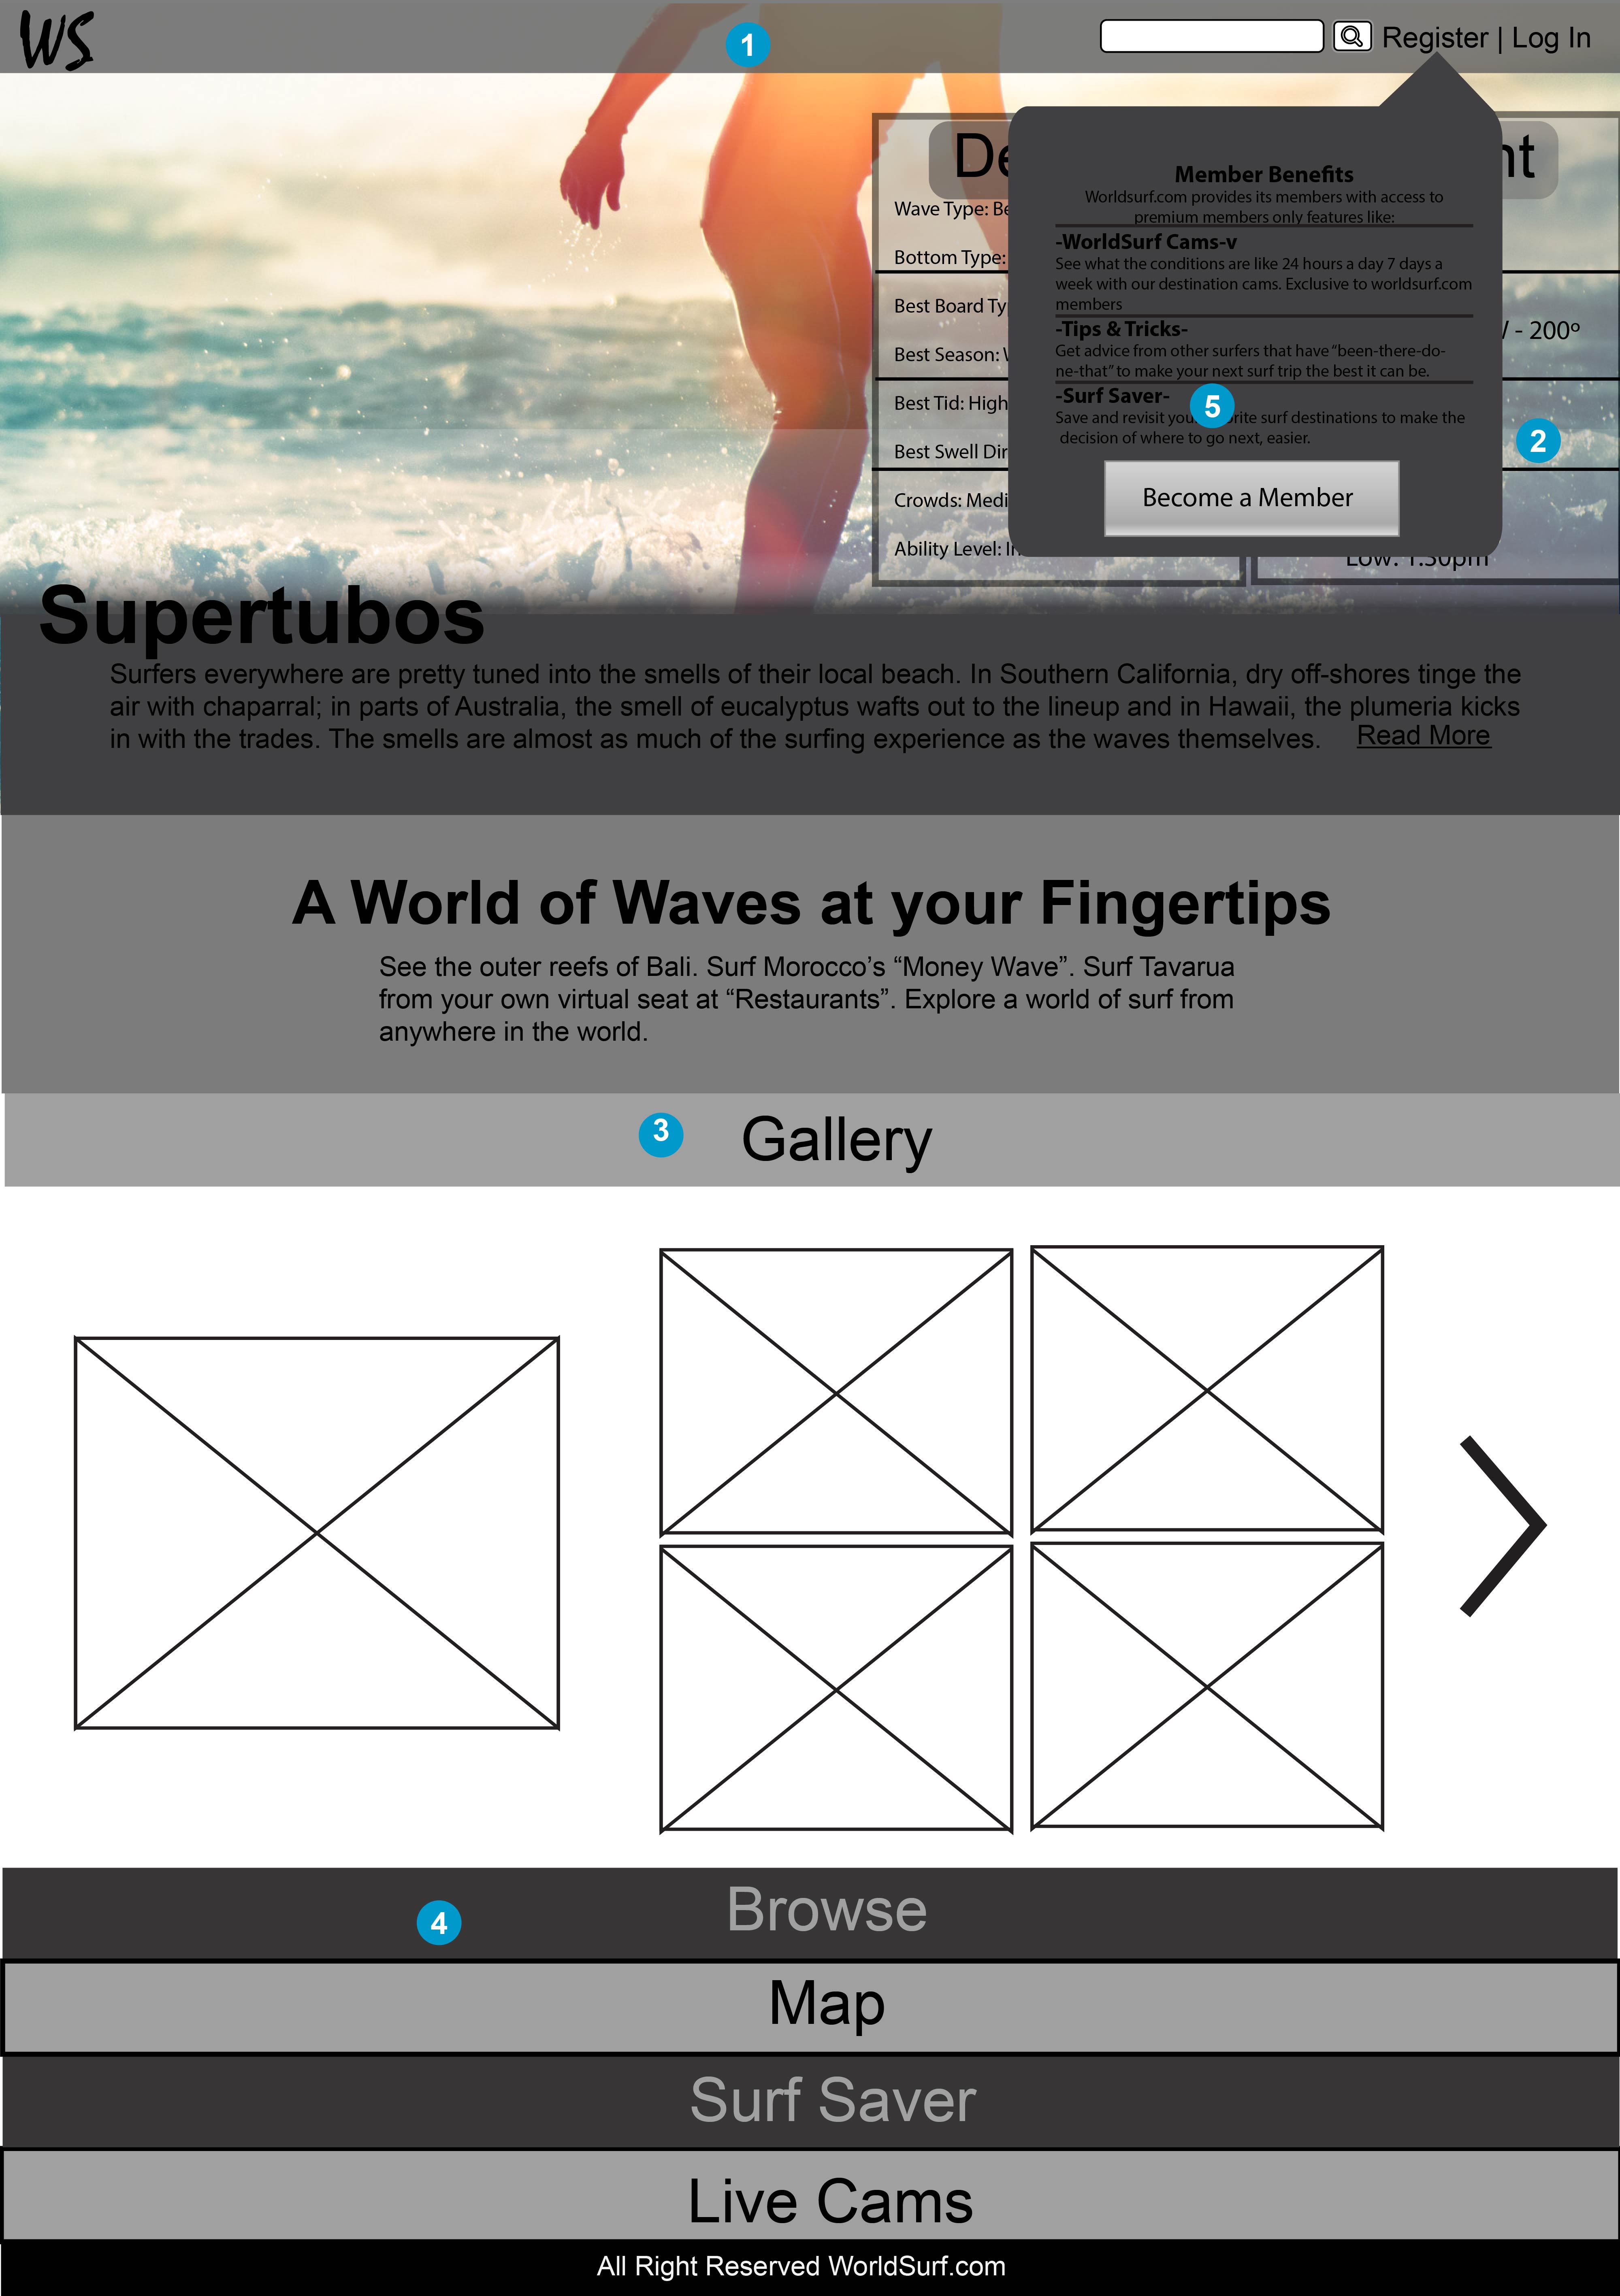 WS
1
Register | Log In
De
nt
Wave Type: Be
Bottom Type:
Best Board Ty
Best Season:
Best Tid: High
Best Swell Dir
Crowds: Medi
Ability Level: In
- 200º
2
Low: 1:30pm
Member Benefits
Worldsurf.com provides its members with access to
premium members only features like:
-WorldSurf Cams-v
See what the conditions are like 24 hours a day 7 days a
week with our destination cams. Exclusive to worldsurf.com
members
-Tips & Tricks-
Get advice from other surfers that have “been-there-do-
ne-that” to make your next surf trip the best it can be.
-Surf Saver-
5
Save and revisit you rite surf destinations to make the
decision of where to go next, easier.
Become a Member
Supertubos
Surfers everywhere are pretty tuned into the smells of their local beach. In Southern California, dry off-shores tinge the
air with chaparral; in parts of Australia, the smell of eucalyptus wafts out to the lineup and in Hawaii, the plumeria kicks
in with the trades. The smells are almost as much of the surfing experience as the waves themselves. Read More
A World of Waves at your Fingertips
See the outer reefs of Bali. Surf Morocco’s “Money Wave”. Surf Tavarua
from your own virtual seat at “Restaurants”. Explore a world of surf from
anywhere in the world.
3
Gallery
Browse
4
Map
Surf Saver
Live Cams
All Right Reserved WorldSurf.com